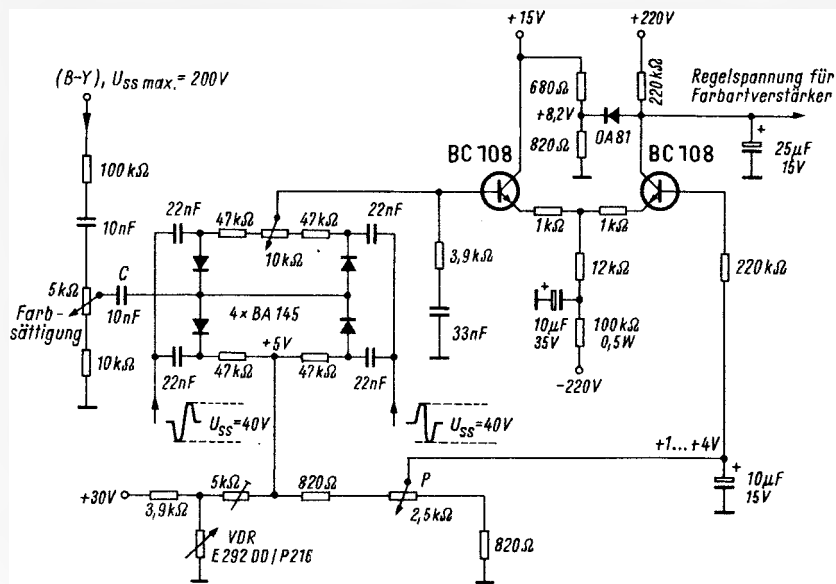 +15V
+220V
(B-Y), Uss max. = 200V
680Ω
220kΩ
Regelspannung für
Farbartverstärker
+8,2V
OA81
820Ω
+
25µF
15V
BC 108
BC 108
100kΩ
10nF
22nF
47kΩ
47kΩ
22nF
10kΩ
1kΩ
1kΩ
3,9kΩ
12kΩ
220kΩ
5kΩ
C
10nF
Farb-
sättigung
4 x BA 145
33nF
+
10µF
35V
100kΩ
0,5W
10kΩ
+5V
22nF
47kΩ
47kΩ
22nF
-220V
Uss=40V
Uss=40V
+1...+4V
+
10µF
15V
+30V
3,9kΩ
5kΩ
820Ω
P
2,5kΩ
VDR
E 292 DD / P216
820Ω